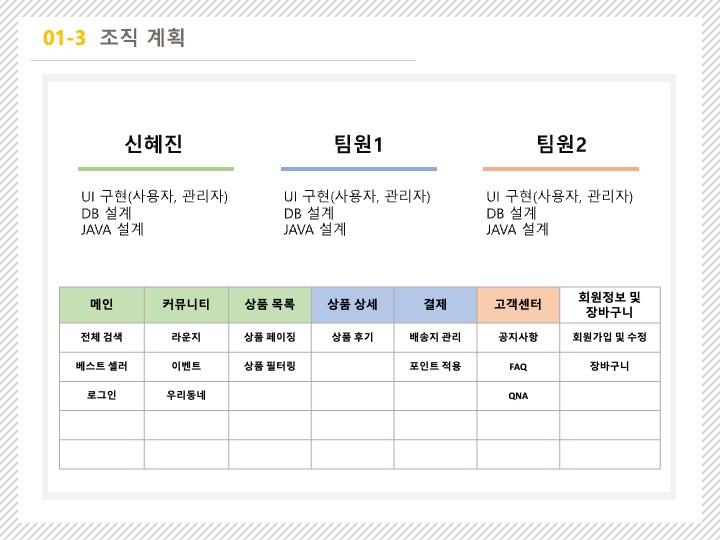 01-3 조직 계획
신혜진 팀원1 팀원2
UI 구현(사용자, 관리자)
DB 설계
JAVA 설계
UI 구현(사용자, 관리자)
DB 설계
JAVA 설계
UI 구현(사용자, 관리자)
DB 설계
JAVA 설계
메인 커뮤니티 상품 목록 상품 상세 결제 고객센터 회원정보 및
장바구니
전체 검색 라운지 상품 페이징 상품 후기 배송지 관리 공지사항 회원가입 및 수정
베스트 셀러 이벤트 상품 필터링 포인트 적용 FAQ 장바구니
로그인 우리동네 QNA